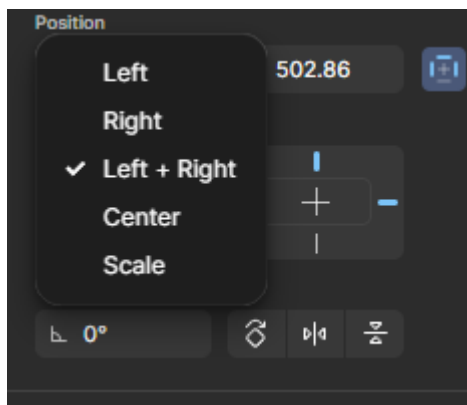 Position
Left
502.86
Right
✓ Left + Right
Center
Scale
0°